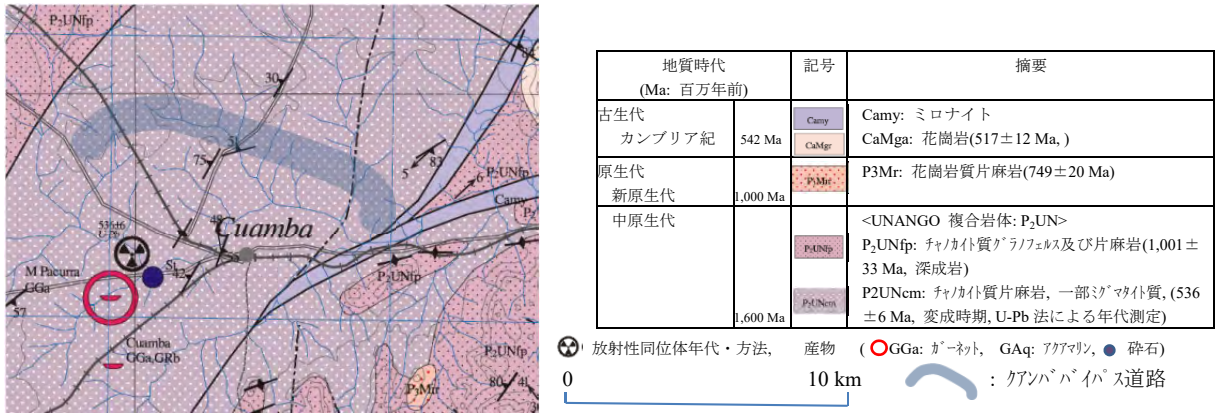 P₂UNfp
30
51
75
83
5
6
P₂UNfp
Camy
P₂
48
Cuamba
536±6
U-Pb
M Pacurra
GGa
51
42
57
P₂UNfp
Cuamba
GGa,GRb
P₂UNfp
P₃Mrr
80
41
地質時代
(Ma: 百万年前)
記号
摘要
古生代
カンブリア紀
542 Ma
Camy
CaMgr
Camy: ミロナイト
CaMga: 花崗岩(517±12 Ma, )
原生代
新原生代
1,000 Ma
P₃Mrr
P3Mr: 花崗岩質片麻岩(749±20 Ma)
中原生代
1,600 Ma
P₂UNfp
P₂UNcm
<UNANGO 複合岩体: P₂UN>
P₂UNfp: ﾁｬﾉｶｲﾄ質ｸﾞﾗﾉﾌｪﾙｽ及び片麻岩(1,001±
33 Ma, 深成岩)
P2UNcm: ﾁｬﾉｶｲﾄ質片麻岩, 一部ﾐｸﾞﾏﾀｲﾄ質, (536
±6 Ma, 変成時期, U-Pb 法による年代測定)
放射性同位体年代・方法, 産物 ( GGa: ｶﾞｰﾈｯﾄ, GAq: ｱｸｱﾏﾘﾝ, 砕石)
0 10 km : ｸｱﾝﾊﾞﾊﾞｲﾊﾟｽ道路